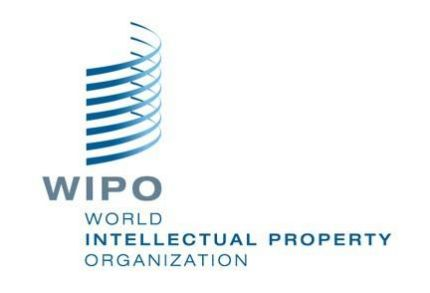 WIPO
WORLD
INTELLECTUAL PROPERTY
ORGANIZATION